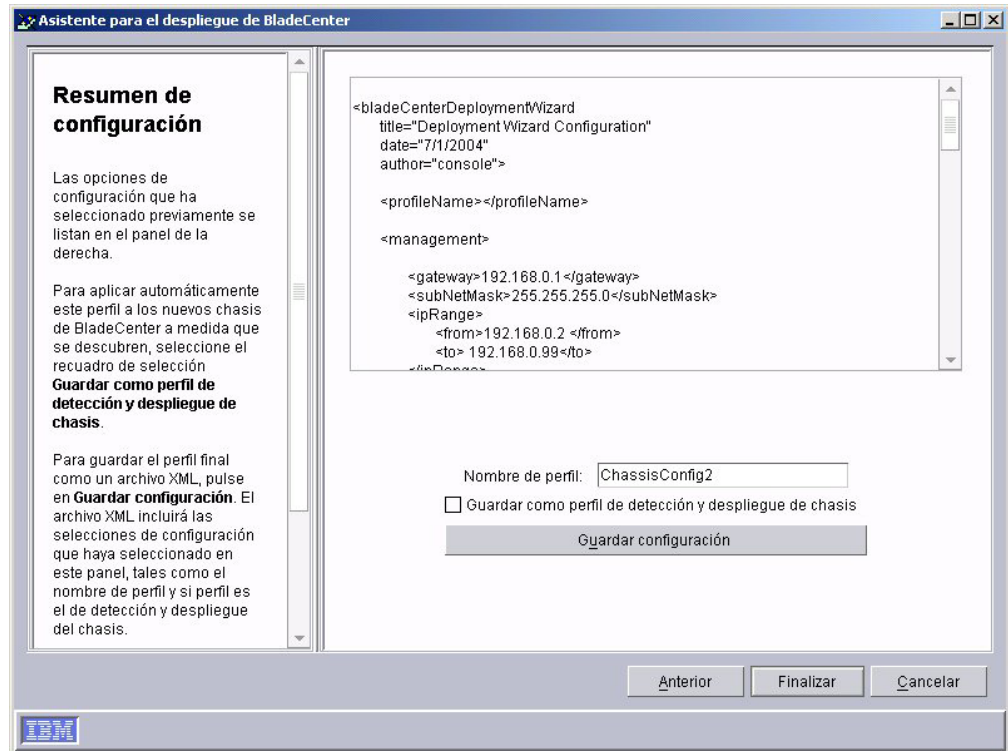 Asistente para el despliegue de BladeCenter
Resumen de
configuración
Las opciones de
configuración que ha
seleccionado previamente se
listan en el panel de la
derecha.
Para aplicar automáticamente
este perfil a los nuevos chasis
de BladeCenter a medida que
se descubren, seleccione el
recuadro de selección
Guardar como perfil de
detección y despliegue de
chasis.
Para guardar el perfil final
como un archivo XML, pulse
en Guardar configuración. El
archivo XML incluirá las
selecciones de configuración
que haya seleccionado en
este panel, tales como el
nombre de perfil y si perfil es
el de detección y despliegue
del chasis.
<bladeCenterDeploymentWizard
title="Deployment Wizard Configuration"
date="7/1/2004"
author="console">
<profileName></profileName>
<management>
<gateway>192.168.0.1</gateway>
<subNetMask>255.255.255.0</subNetMask>
<ipRange>
<from>192.168.0.2 </from>
<to> 192.168.0.99</to>
</ipRange>
Nombre de perfil: ChassisConfig2
Guardar como perfil de detección y despliegue de chasis
Guardar configuración
Anterior Finalizar Cancelar
IBM